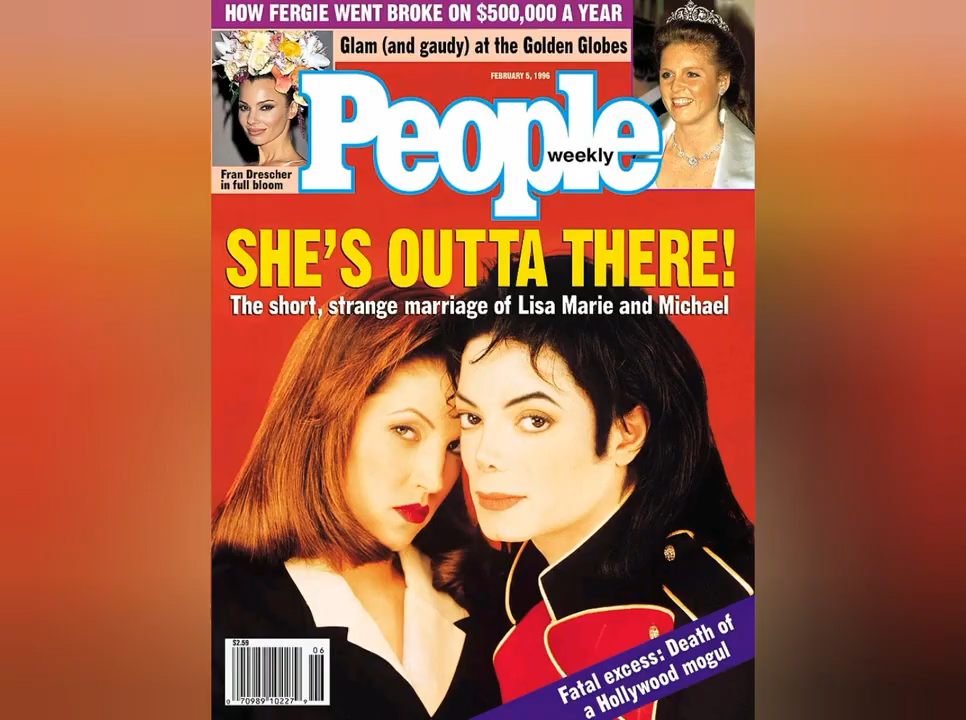 HOW FERGIE WENT BROKE ON $500,000 A YEAR
Glam (and gaudy) at the Golden Globes
FEBRUARY 5, 1996
People
weekly
Fran Drescher
in full bloom
SHE'S OUTTA THERE!
The short, strange marriage of Lisa Marie and Michael
Fatal excess: Death of
a Hollywood mogul
$2.59
06
0 70989 10227 9